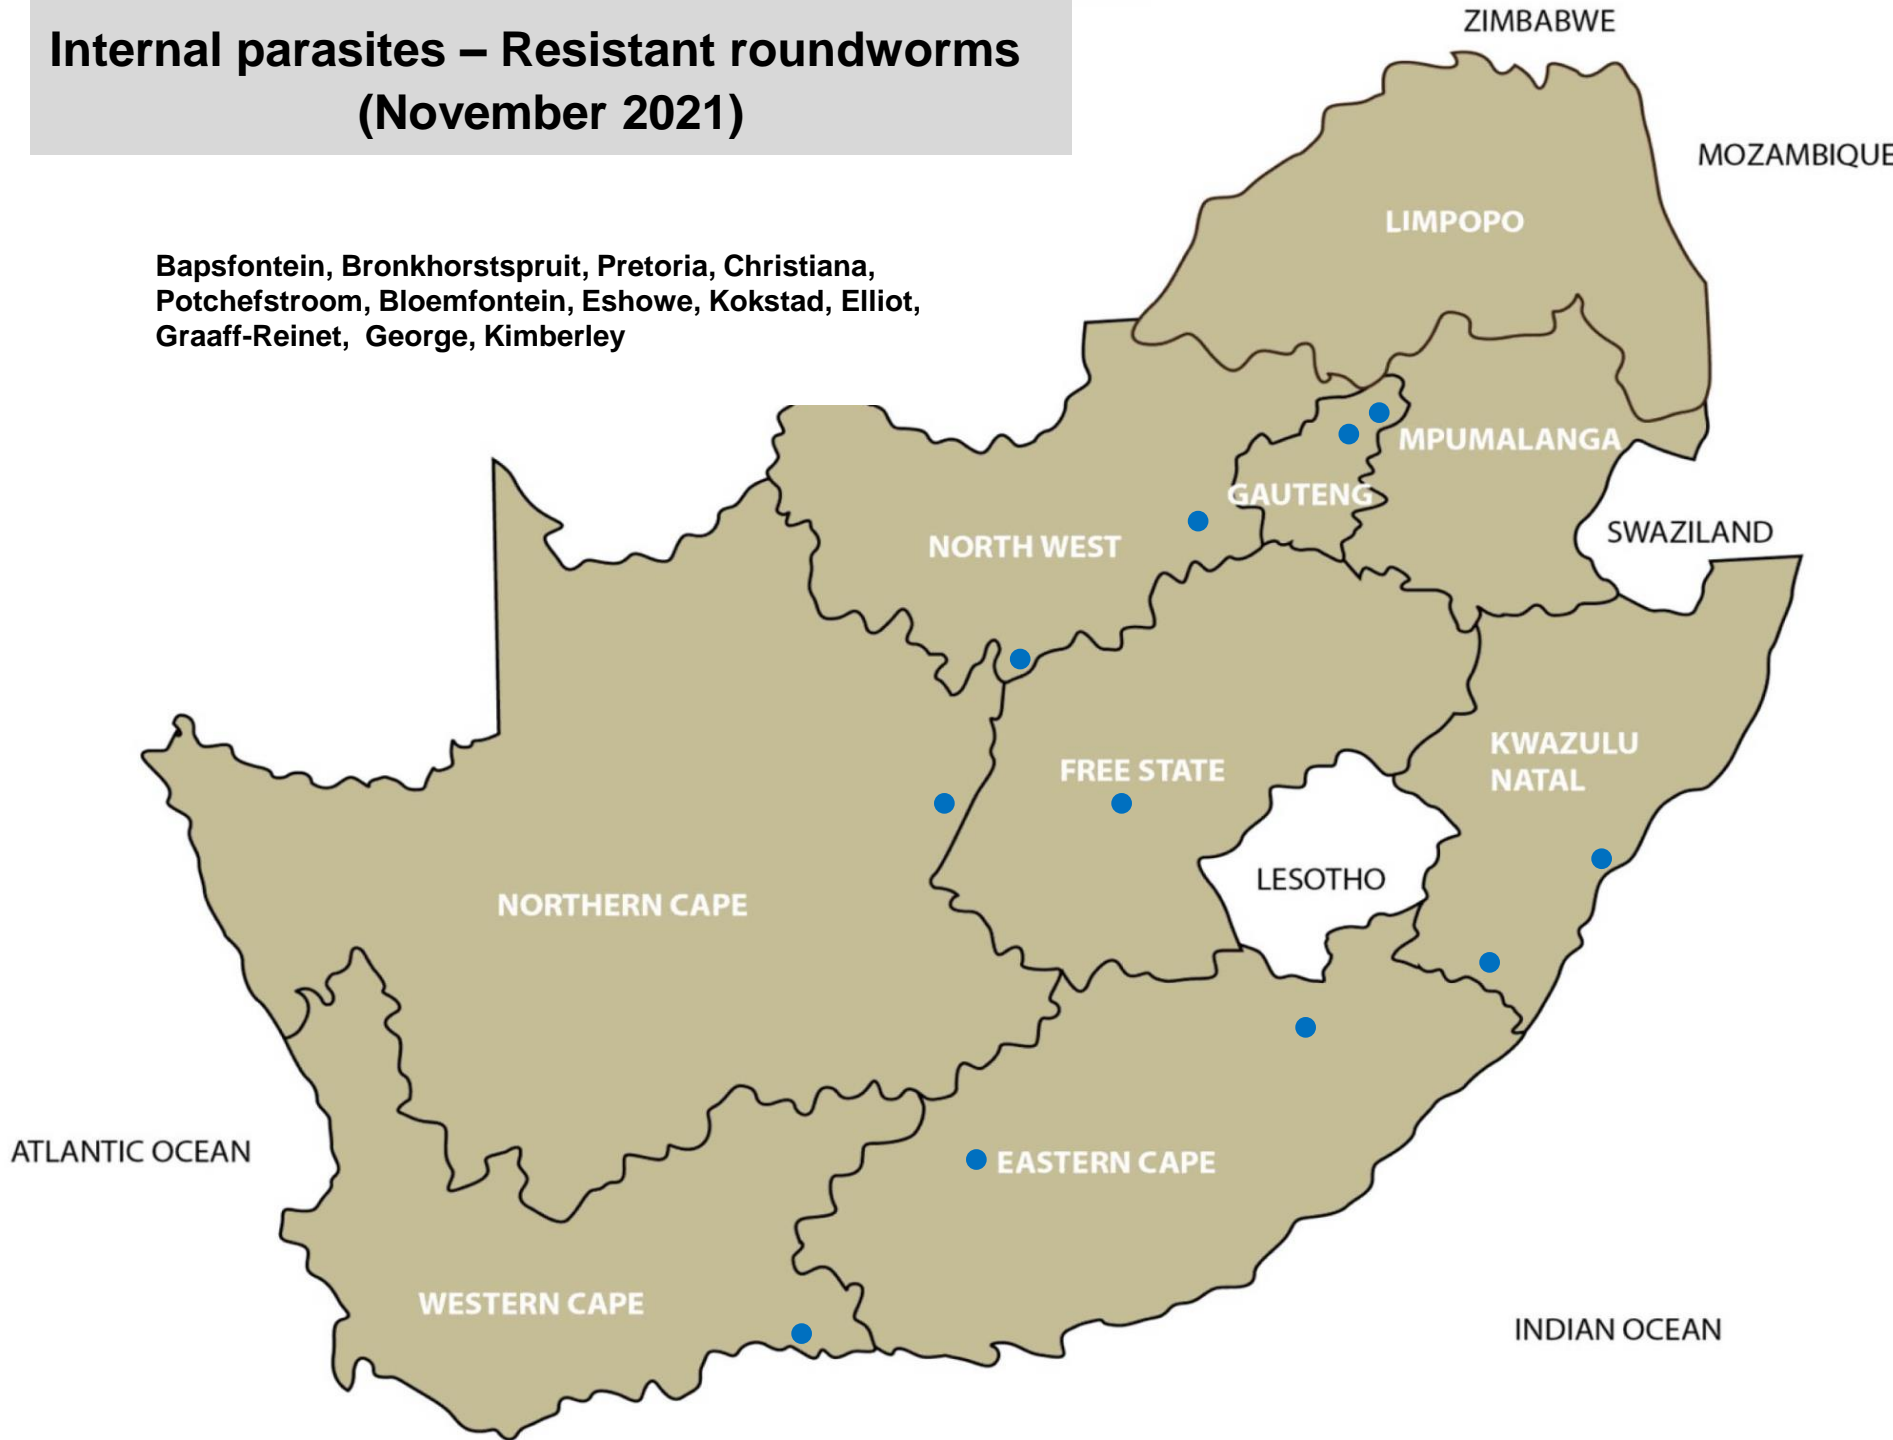 Internal parasites – Resistant roundworms
(November 2021)
Bapsfontein, Bronkhorstspruit, Pretoria, Christiana,
Potchefstroom, Bloemfontein, Eshowe, Kokstad, Elliot,
Graaff-Reinet,  George, Kimberley
ZIMBABWE
MOZAMBIQUE
LIMPOPO
MPUMALANGA
GAUTENG
SWAZILAND
NORTH WEST
KWAZULU
NATAL
FREE STATE
LESOTHO
NORTHERN CAPE
ATLANTIC OCEAN
EASTERN CAPE
WESTERN CAPE
INDIAN OCEAN